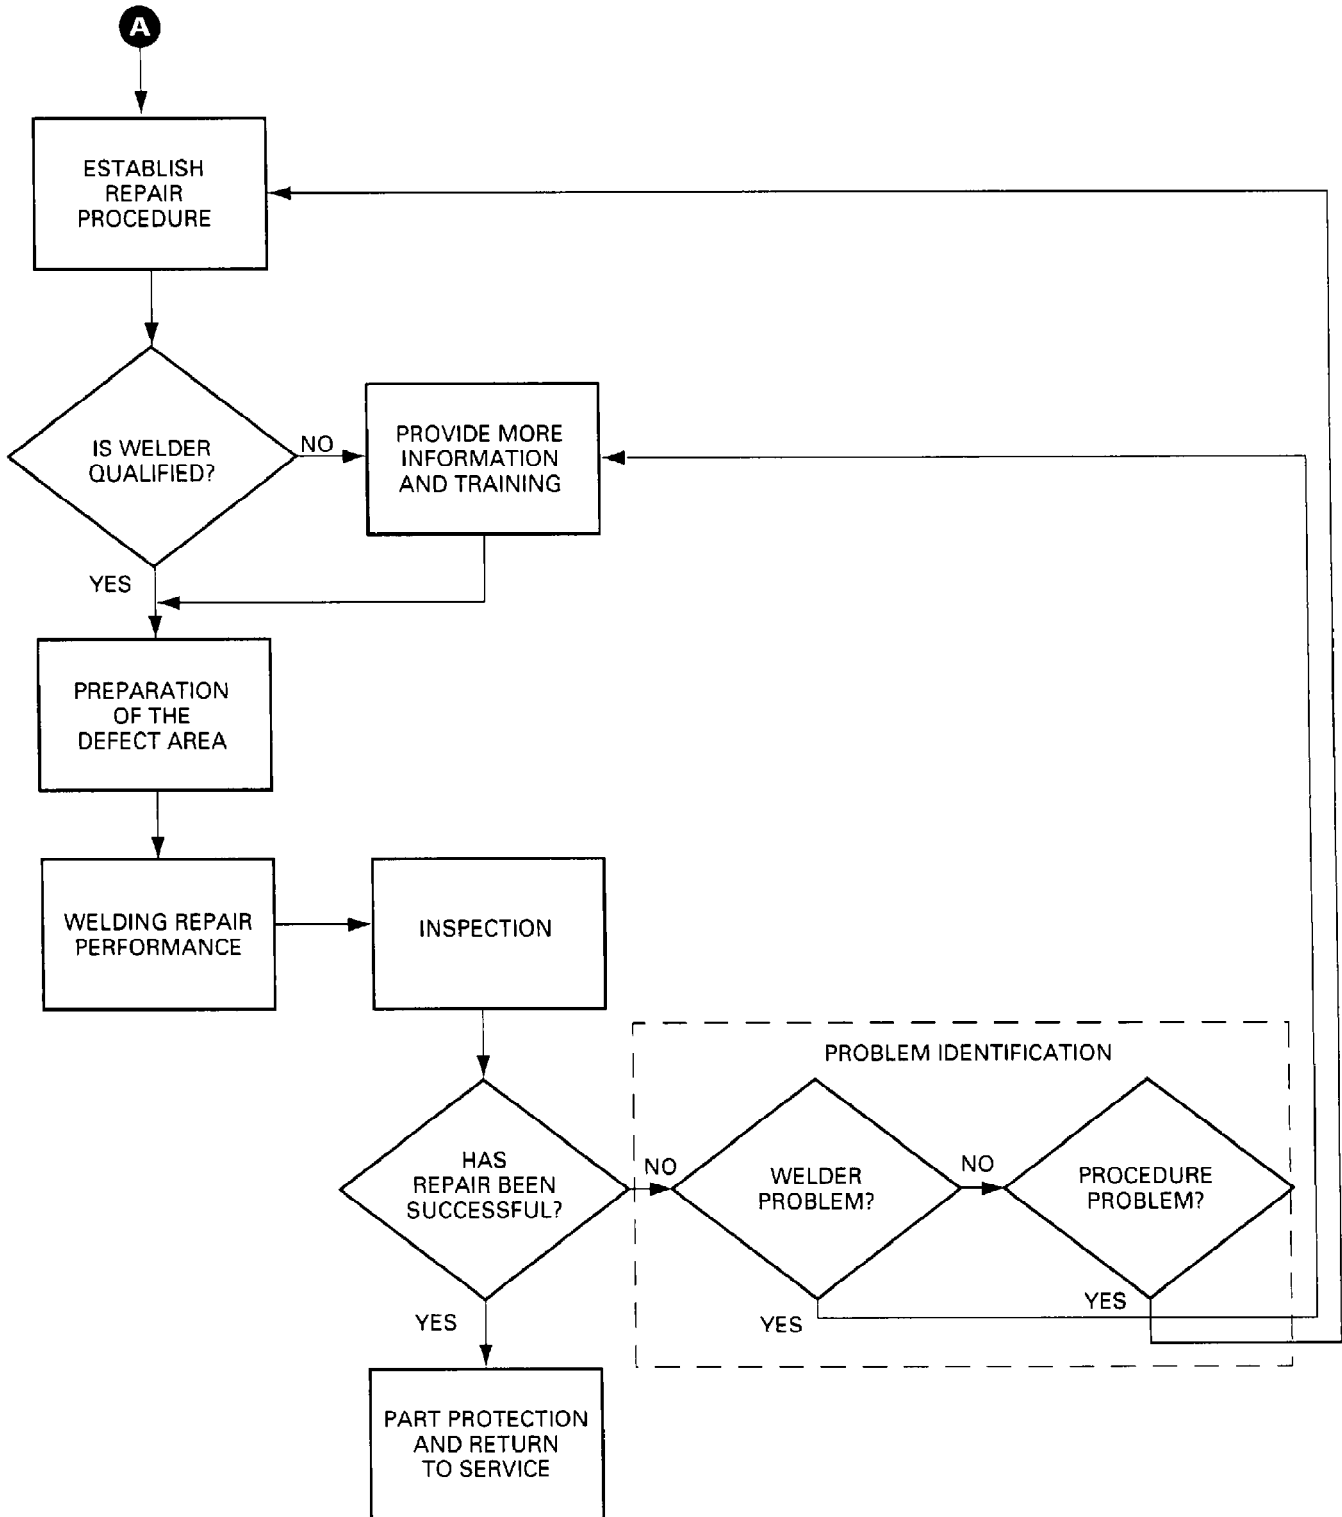 A
ESTABLISH
REPAIR
PROCEDURE
IS WELDER
QUALIFIED?
NO
PROVIDE MORE
INFORMATION
AND TRAINING
YES
PREPARATION
OF THE
DEFECT AREA
WELDING REPAIR
PERFORMANCE
INSPECTION
PROBLEM IDENTIFICATION
HAS
REPAIR BEEN
SUCCESSFUL?
NO
WELDER
PROBLEM?
NO
PROCEDURE
PROBLEM?
YES
YES
YES
PART PROTECTION
AND RETURN
TO SERVICE